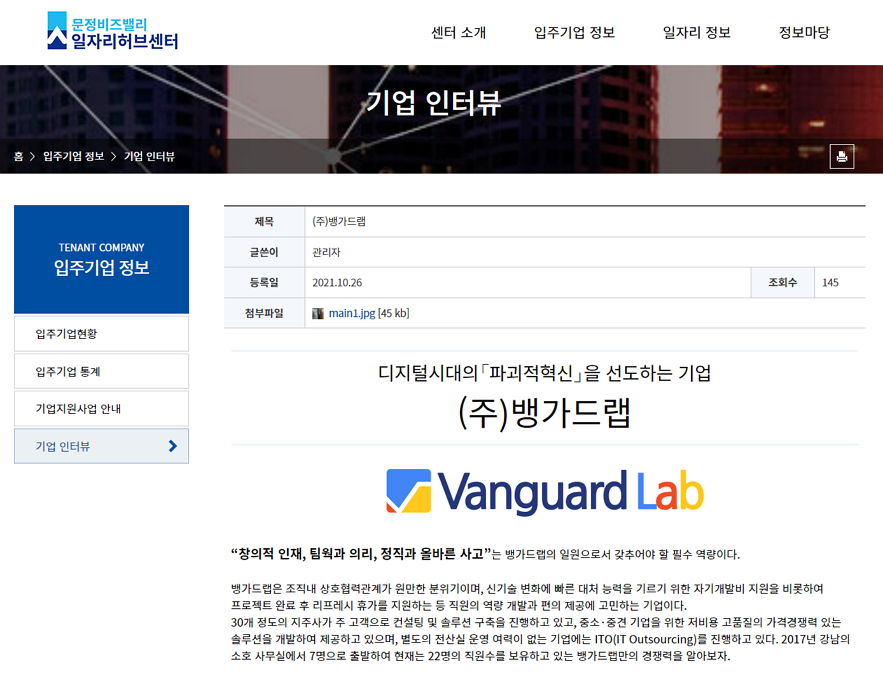 문정비즈밸리
일자리허브센터
센터 소개 입주기업 정보 일자리 정보 정보마당
기업 인터뷰
홈 > 입주기업 정보 > 기업 인터뷰
TENANT COMPANY
입주기업 정보
입주기업현황
입주기업 통계
기업지원사업 안내
기업 인터뷰
제목 (주)뱅가드랩
글쓴이 관리자
등록일 2021.10.26 조회수 145
첨부파일 main1.jpg [45 kb]
디지털시대의「파괴적혁신」을 선도하는 기업
(주)뱅가드랩
Vanguard Lab
“창의적 인재, 팀웍과 의리, 정직과 올바른 사고”는 뱅가드랩의 일원으로서 갖추어야 할 필수 역량이다.
뱅가드랩은 조직내 상호협력관계가 원만한 분위기이며, 신기술 변화에 빠른 대처 능력을 기르기 위한 자기개발비 지원을 비롯하여
프로젝트 완료 후 리프레시 휴가를 지원하는 등 직원의 역량 개발과 편의 제공에 고민하는 기업이다.
30개 정도의 지주사가 주 고객으로 컨설팅 및 솔루션 구축을 진행하고 있고, 중소·중견 기업을 위한 저비용 고품질의 가격경쟁력 있는
솔루션을 개발하여 제공하고 있으며, 별도의 전산실 운영 여력이 없는 기업에는 ITO(IT Outsourcing)를 진행하고 있다. 2017년 강남의
소호 사무실에서 7명으로 출발하여 현재는 22명의 직원수를 보유하고 있는 뱅가드랩만의 경쟁력을 알아보자.